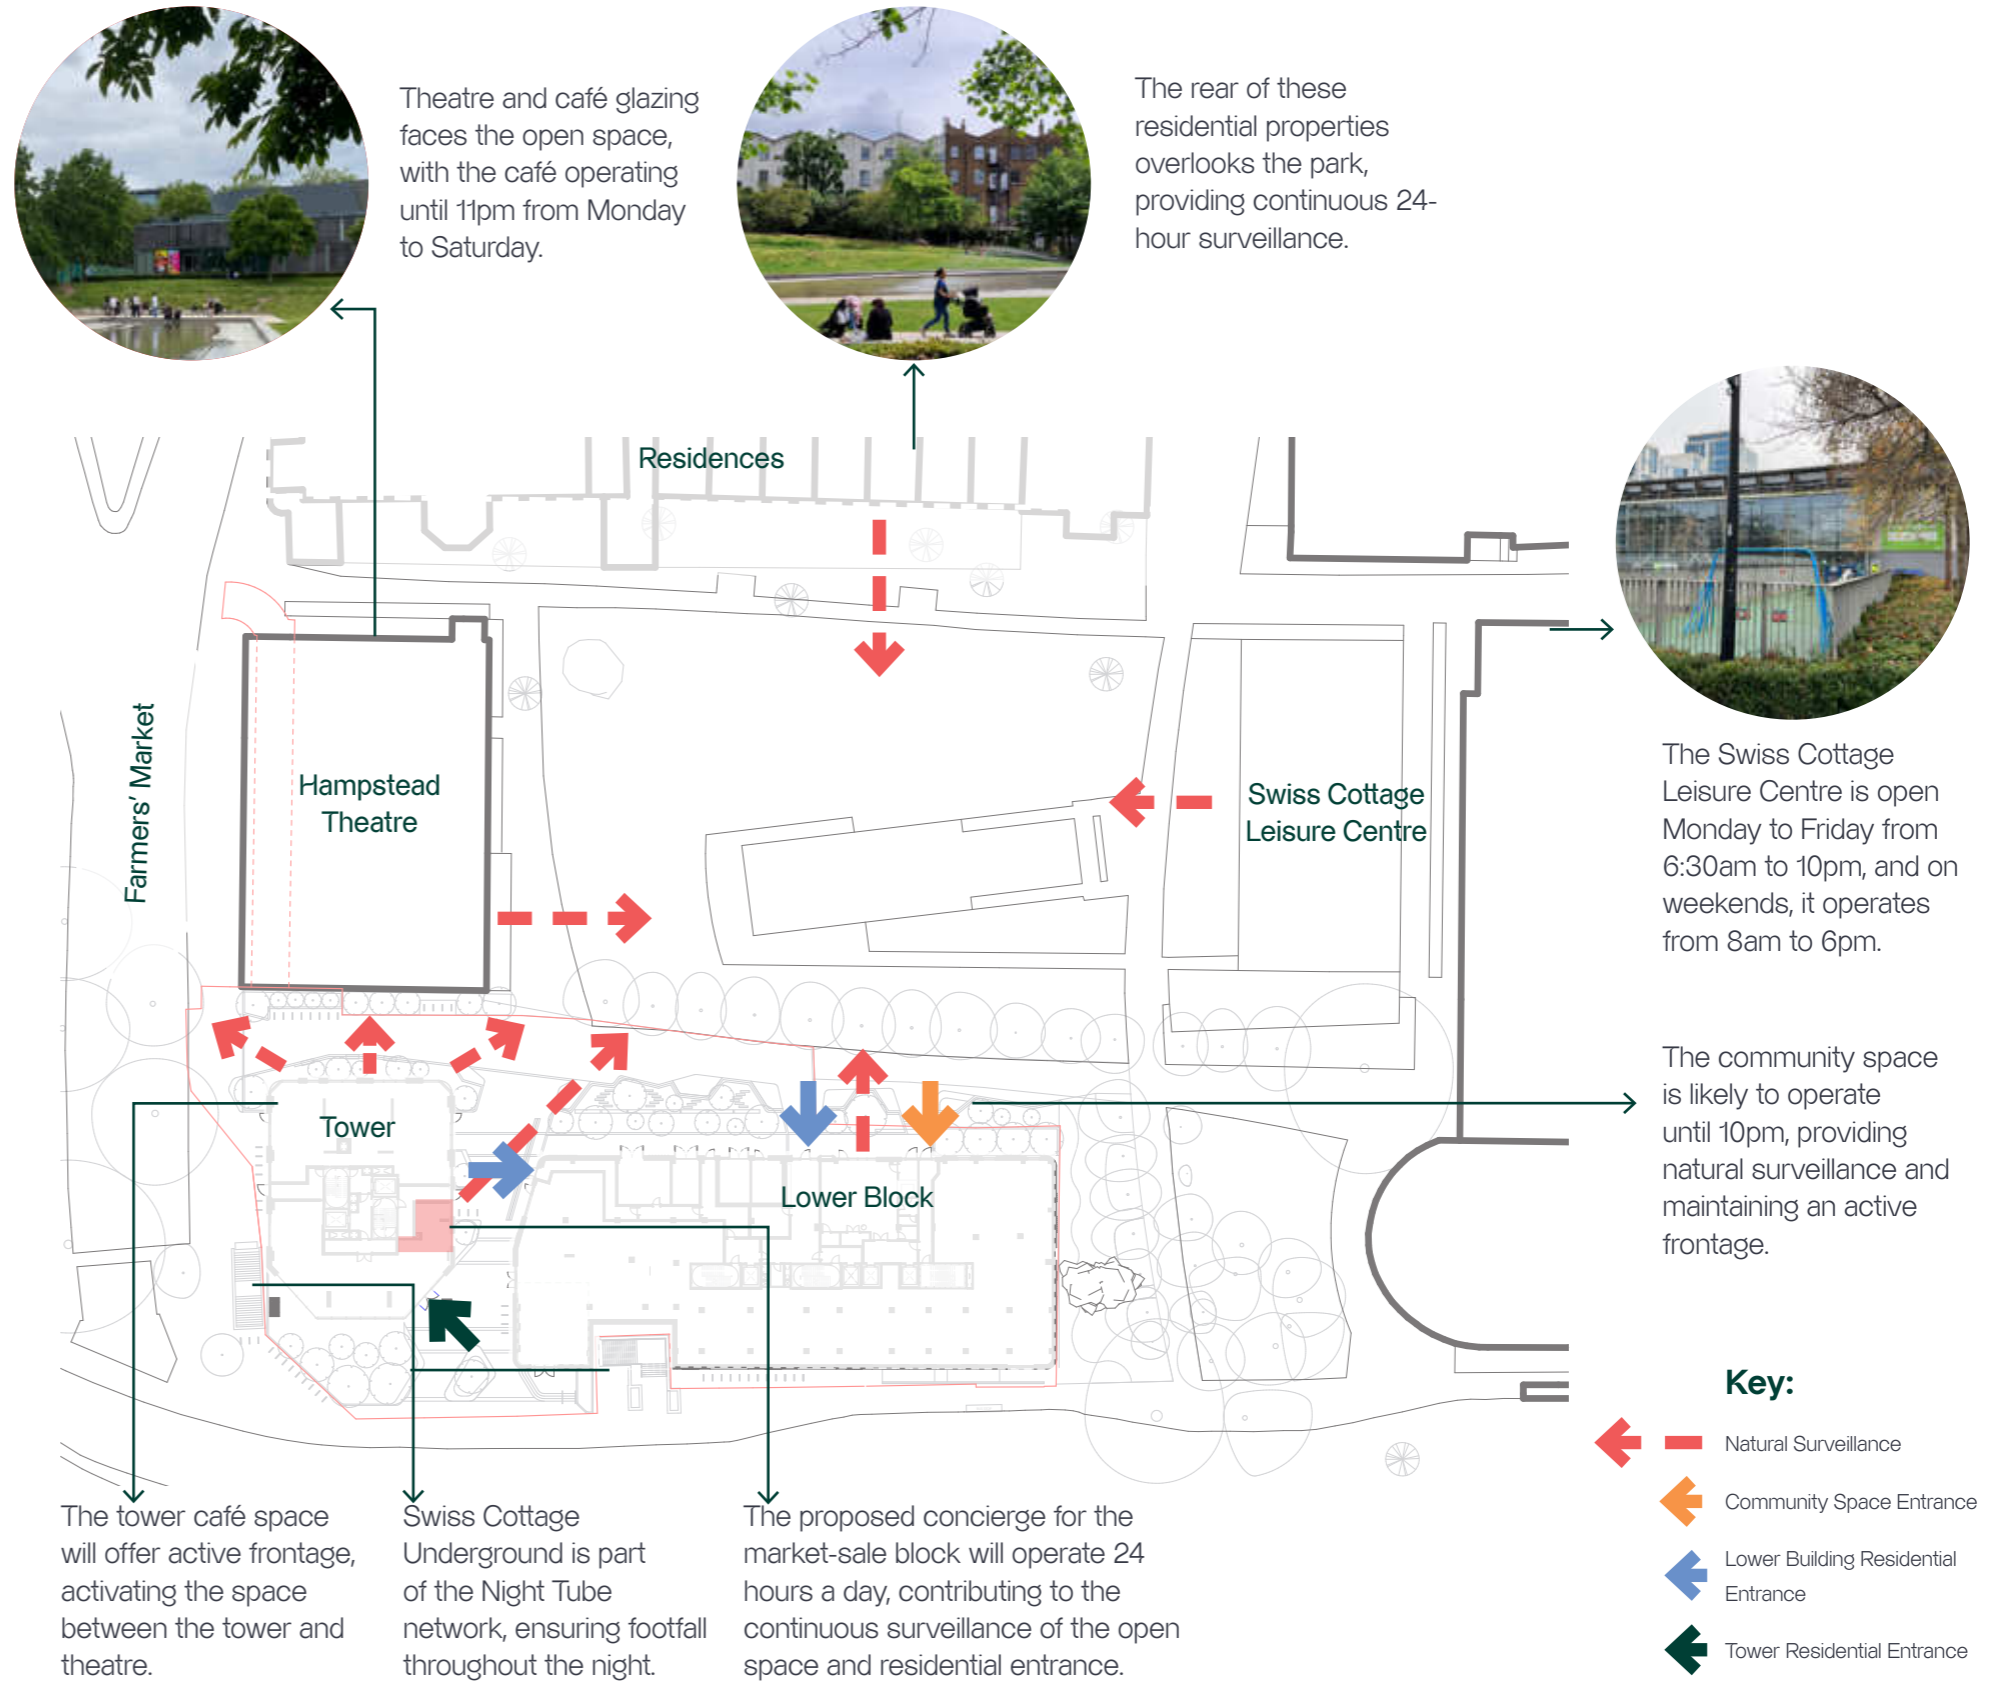 Theatre and café glazing
faces the open space,
with the café operating
until 11pm from Monday
to Saturday.
The rear of these
residential properties
overlooks the park,
providing continuous 24-
hour surveillance.
Residences
Farmers' Market
Hampstead
Theatre
Swiss Cottage
Leisure Centre
The Swiss Cottage
Leisure Centre is open
Monday to Friday from
6:30am to 10pm, and on
weekends, it operates
from 8am to 6pm.
The community space
is likely to operate
until 10pm, providing
natural surveillance and
maintaining an active
frontage.
Tower
Lower Block
The tower café space
will offer active frontage,
activating the space
between the tower and
theatre.
Swiss Cottage
Underground is part
of the Night Tube
network, ensuring footfall
throughout the night.
The proposed concierge for the
market-sale block will operate 24
hours a day, contributing to the
continuous surveillance of the open
space and residential entrance.
Key:
Natural Surveillance
Community Space Entrance
Lower Building Residential
Entrance
Tower Residential Entrance